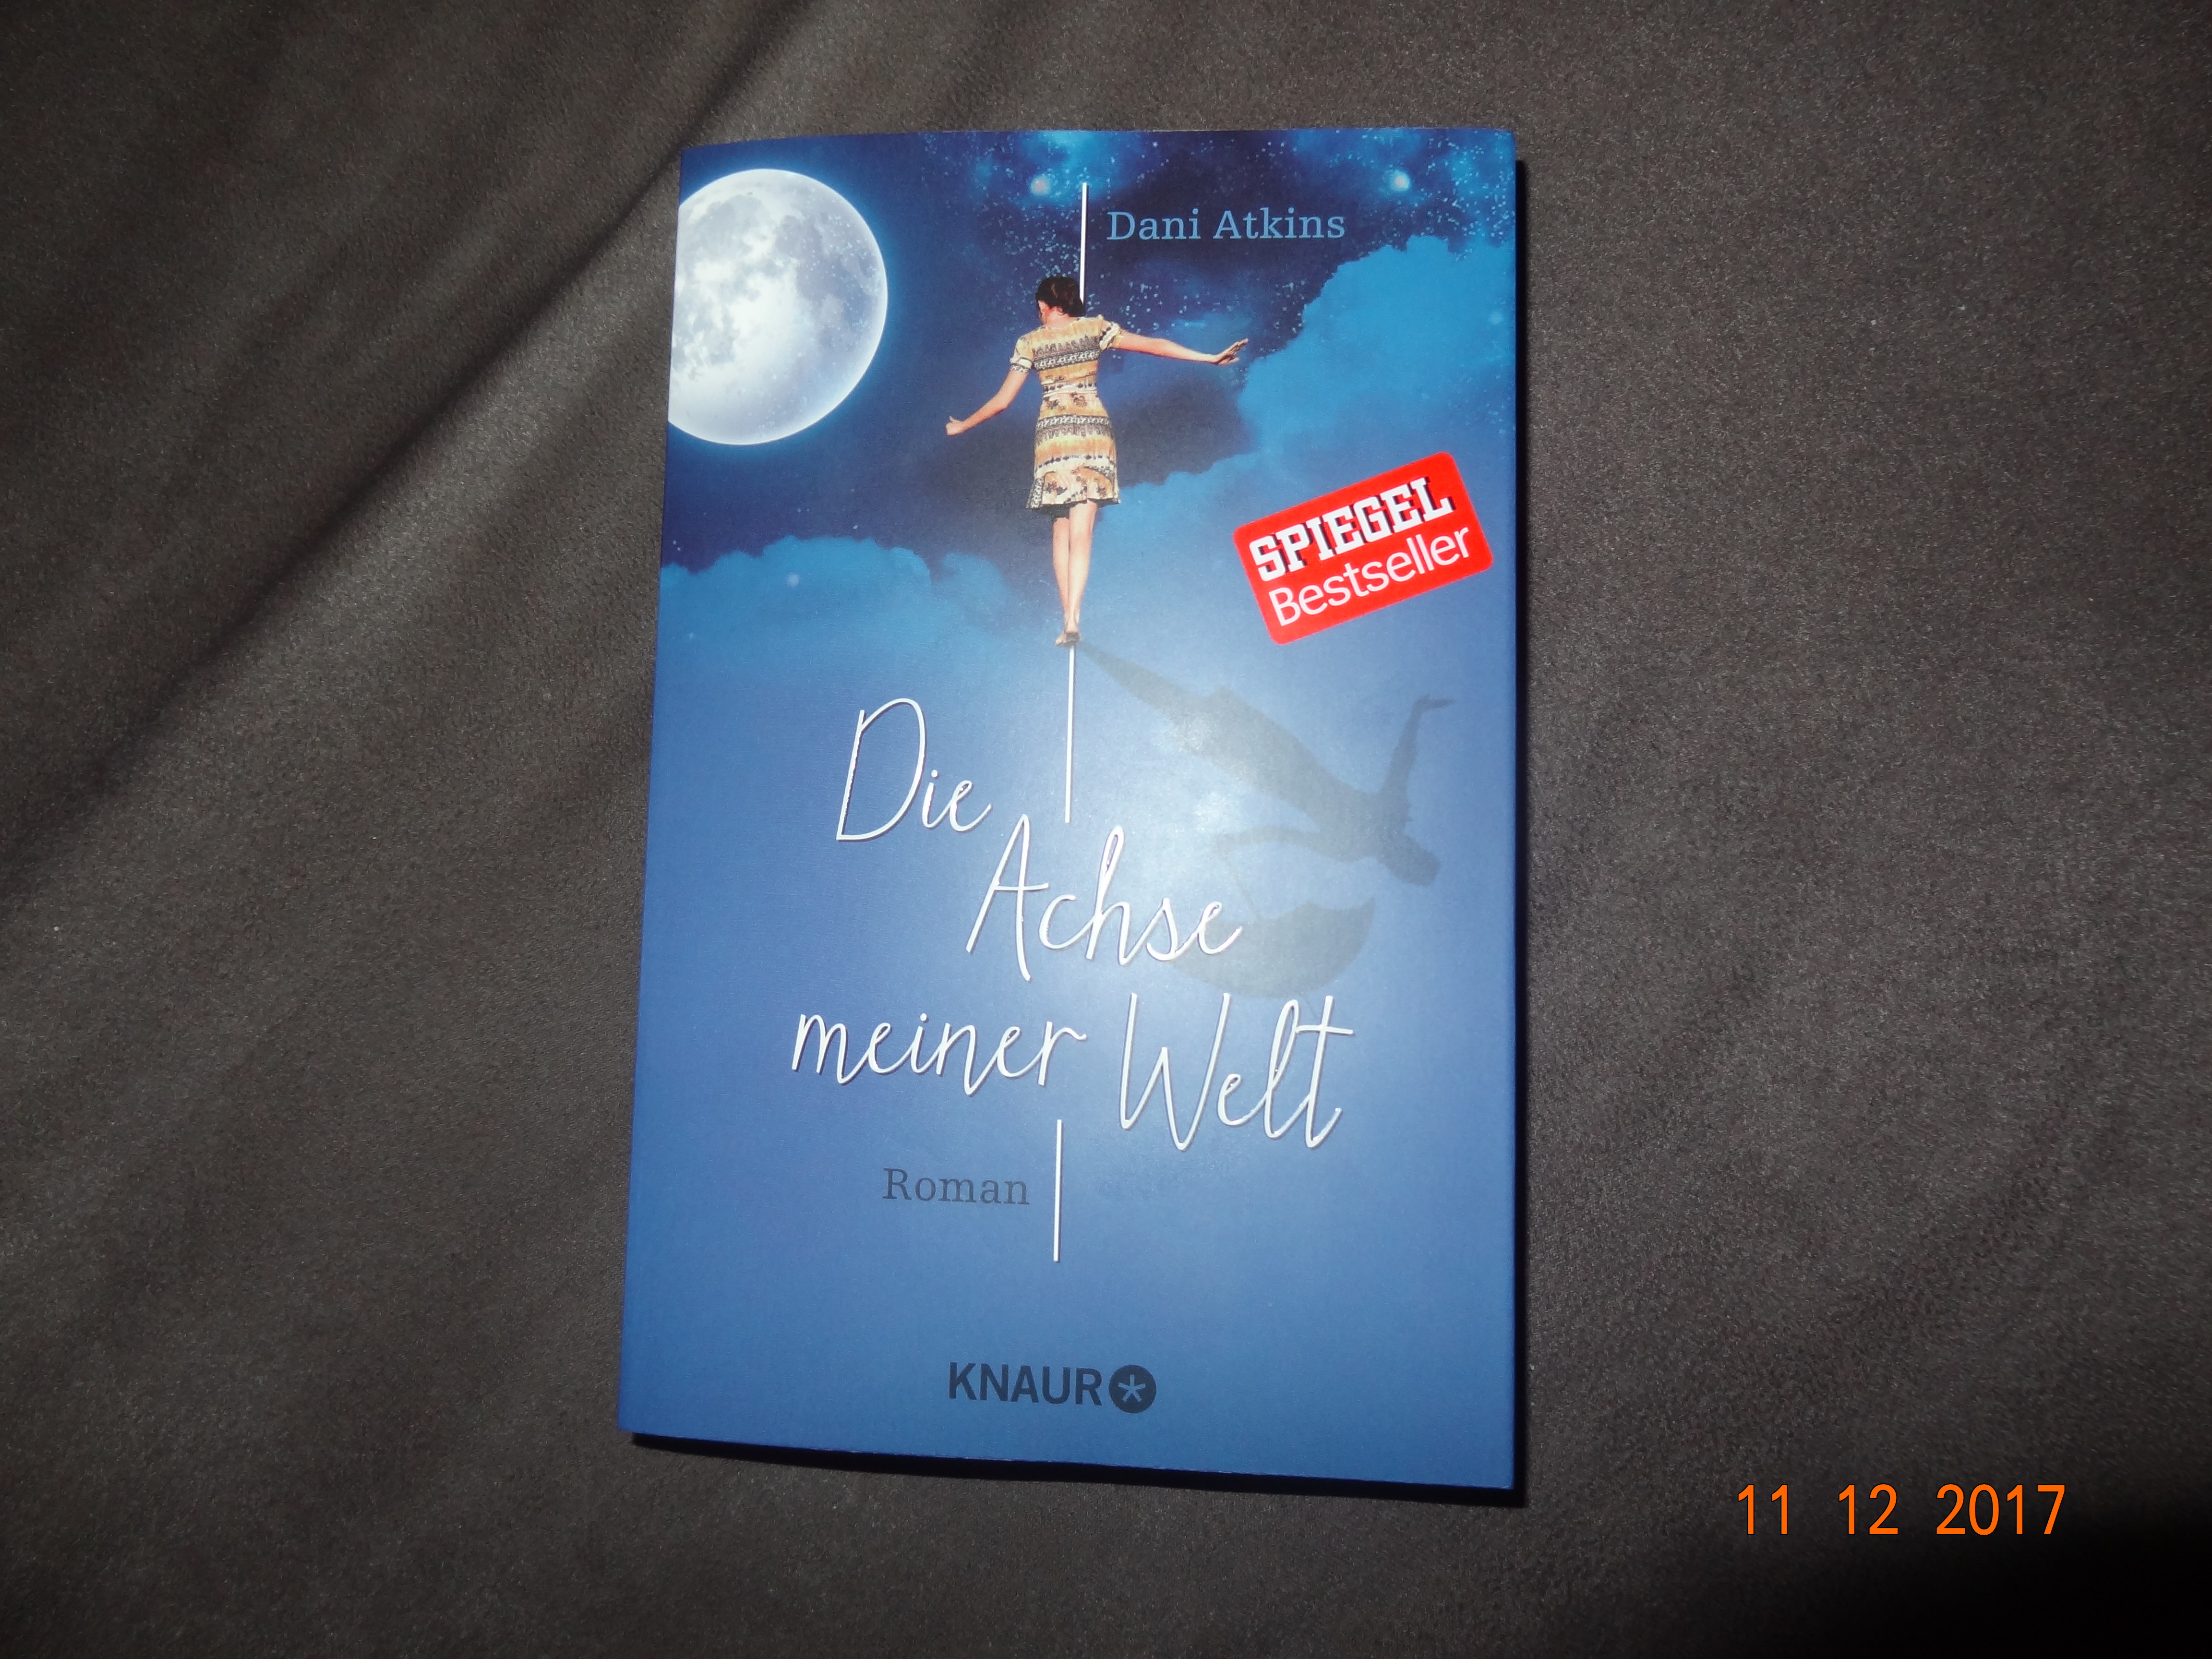 Dani Atkins
SPIEGEL
Bestseller
Die
Achse
meiner Welt
Roman
KNAUR
11 12 2017